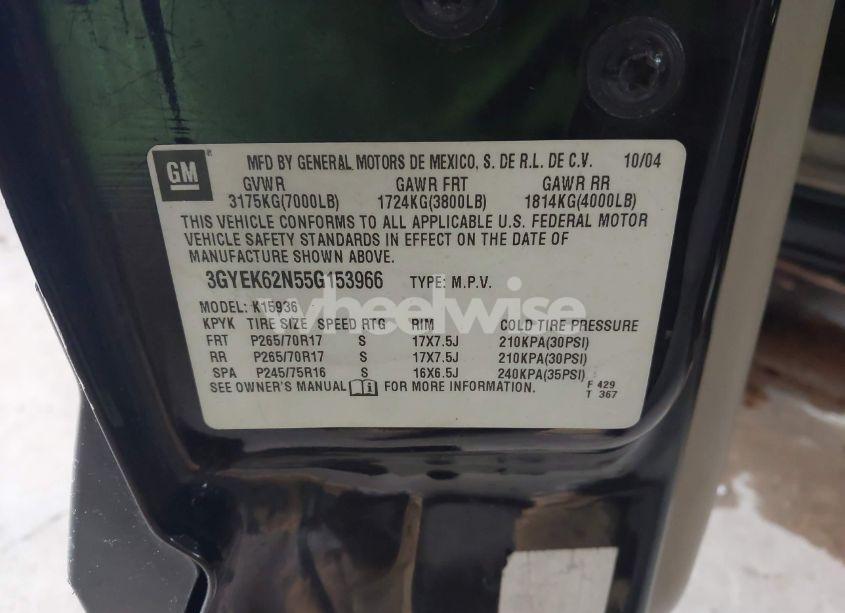 GM
MFD BY GENERAL MOTORS DE MEXICO, S. DE R.L. DE C.V. 10/04
GVWR GAWR FRT GAWR RR
3175KG(7000LB) 1724KG(3800LB) 1814KG(4000LB)
THIS VEHICLE CONFORMS TO ALL APPLICABLE U.S. FEDERAL MOTOR
VEHICLE SAFETY STANDARDS IN EFFECT ON THE DATE OF
MANUFACTURE SHOWN ABOVE.
3GYEK62N55G153966 TYPE: M.P.V.
wheelwise
MODEL: K15936
KPYK TIRE SIZE SPEED RTG RIM COLD TIRE PRESSURE
FRT P265/70R17 S 17X7.5J 210KPA(30PSI)
RR P265/70R17 S 17X7.5J 210KPA(30PSI)
SPA P245/75R16 S 16X6.5J 240KPA(35PSI)
SEE OWNER'S MANUAL FOR MORE INFORMATION.
F 429
T 367